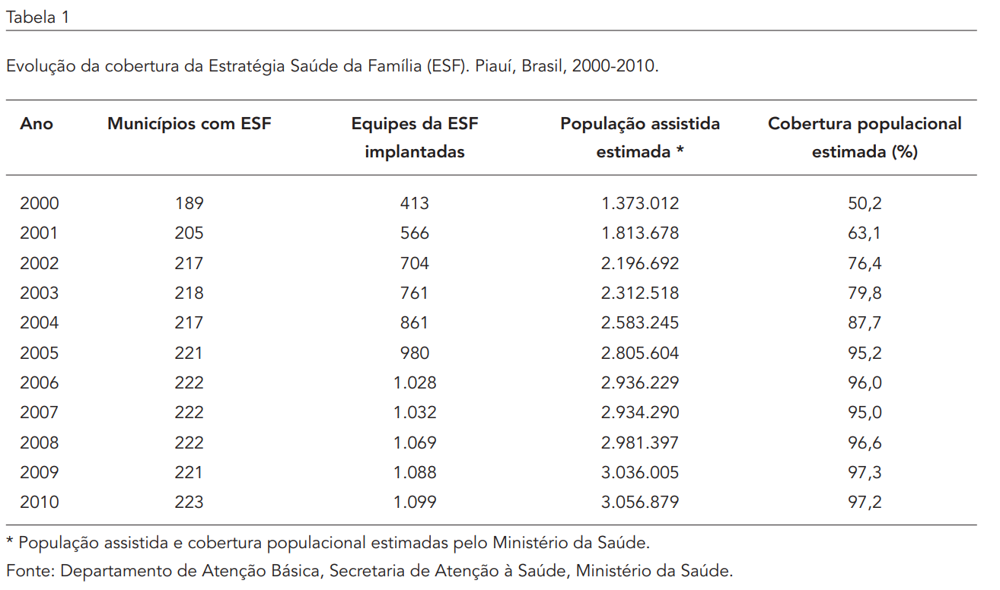 Tabela 1
Evolução da cobertura da Estratégia Saúde da Família (ESF). Piauí, Brasil, 2000-2010.
Ano Municípios com ESF Equipes da ESF População assistida Cobertura populacional
implantadas estimada * estimada (%)
2000 189 413 1.373.012 50,2
2001 205 566 1.813.678 63,1
2002 217 704 2.196.692 76,4
2003 218 761 2.312.518 79,8
2004 217 861 2.583.245 87,7
2005 221 980 2.805.604 95,2
2006 222 1.028 2.936.229 96,0
2007 222 1.032 2.934.290 95,0
2008 222 1.069 2.981.397 96,6
2009 221 1.088 3.036.005 97,3
2010 223 1.099 3.056.879 97,2
* População assistida e cobertura populacional estimadas pelo Ministério da Saúde.
Fonte: Departamento de Atenção Básica, Secretaria de Atenção à Saúde, Ministério da Saúde.